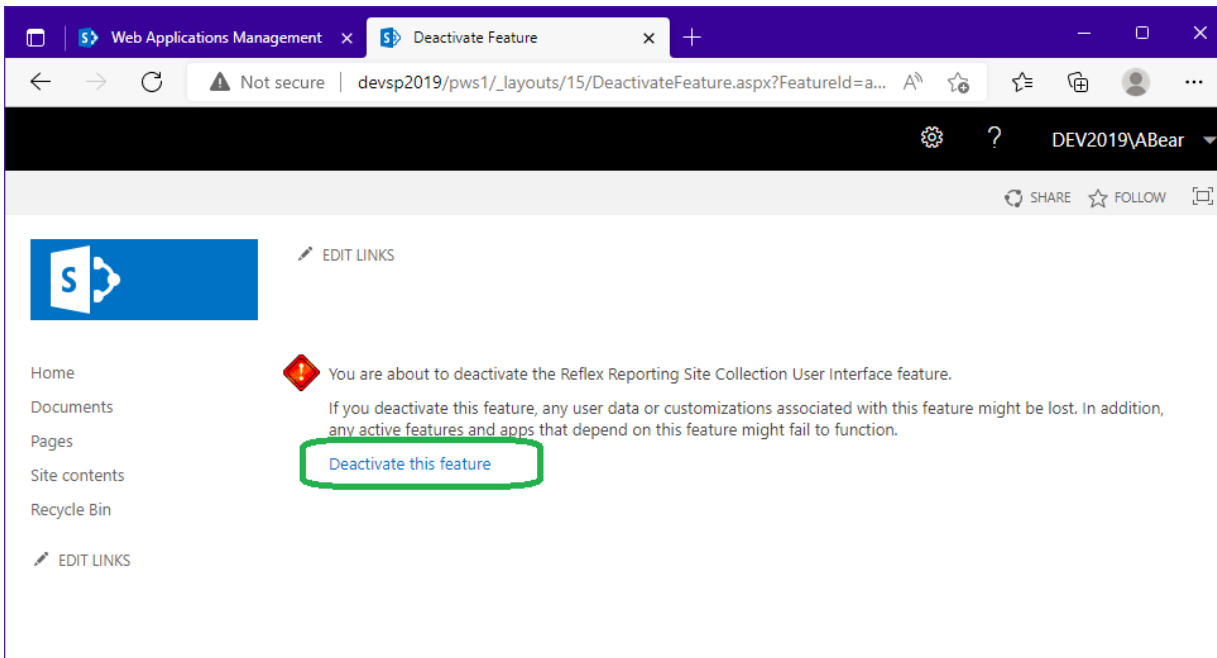 Web Applications Management
Deactivate Feature
Not secure | devsp2019/pws1/_layouts/15/DeactivateFeature.aspx?FeatureId=a...
DEV2019\ABear
SHARE FOLLOW
S
EDIT LINKS
Home
Documents
Pages
Site contents
Recycle Bin
EDIT LINKS
You are about to deactivate the Reflex Reporting Site Collection User Interface feature.
If you deactivate this feature, any user data or customizations associated with this feature might be lost. In addition,
any active features and apps that depend on this feature might fail to function.
Deactivate this feature